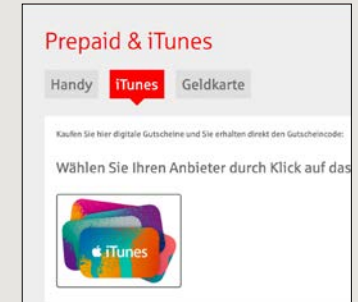 Prepaid & iTunes
Handy iTunes Geldkarte
Kaufen Sie hier digitale Gutscheine und Sie erhalten direkt den Gutscheincode:
Wählen Sie Ihren Anbieter durch Klick auf das
iTunes